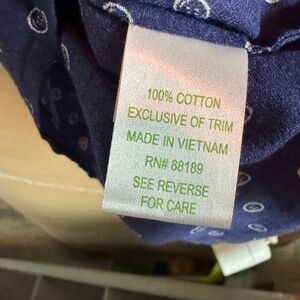 100% COTTON
EXCLUSIVE OF TRIM
MADE IN VIETNAM
RN# 88189
SEE REVERSE
FOR CARE